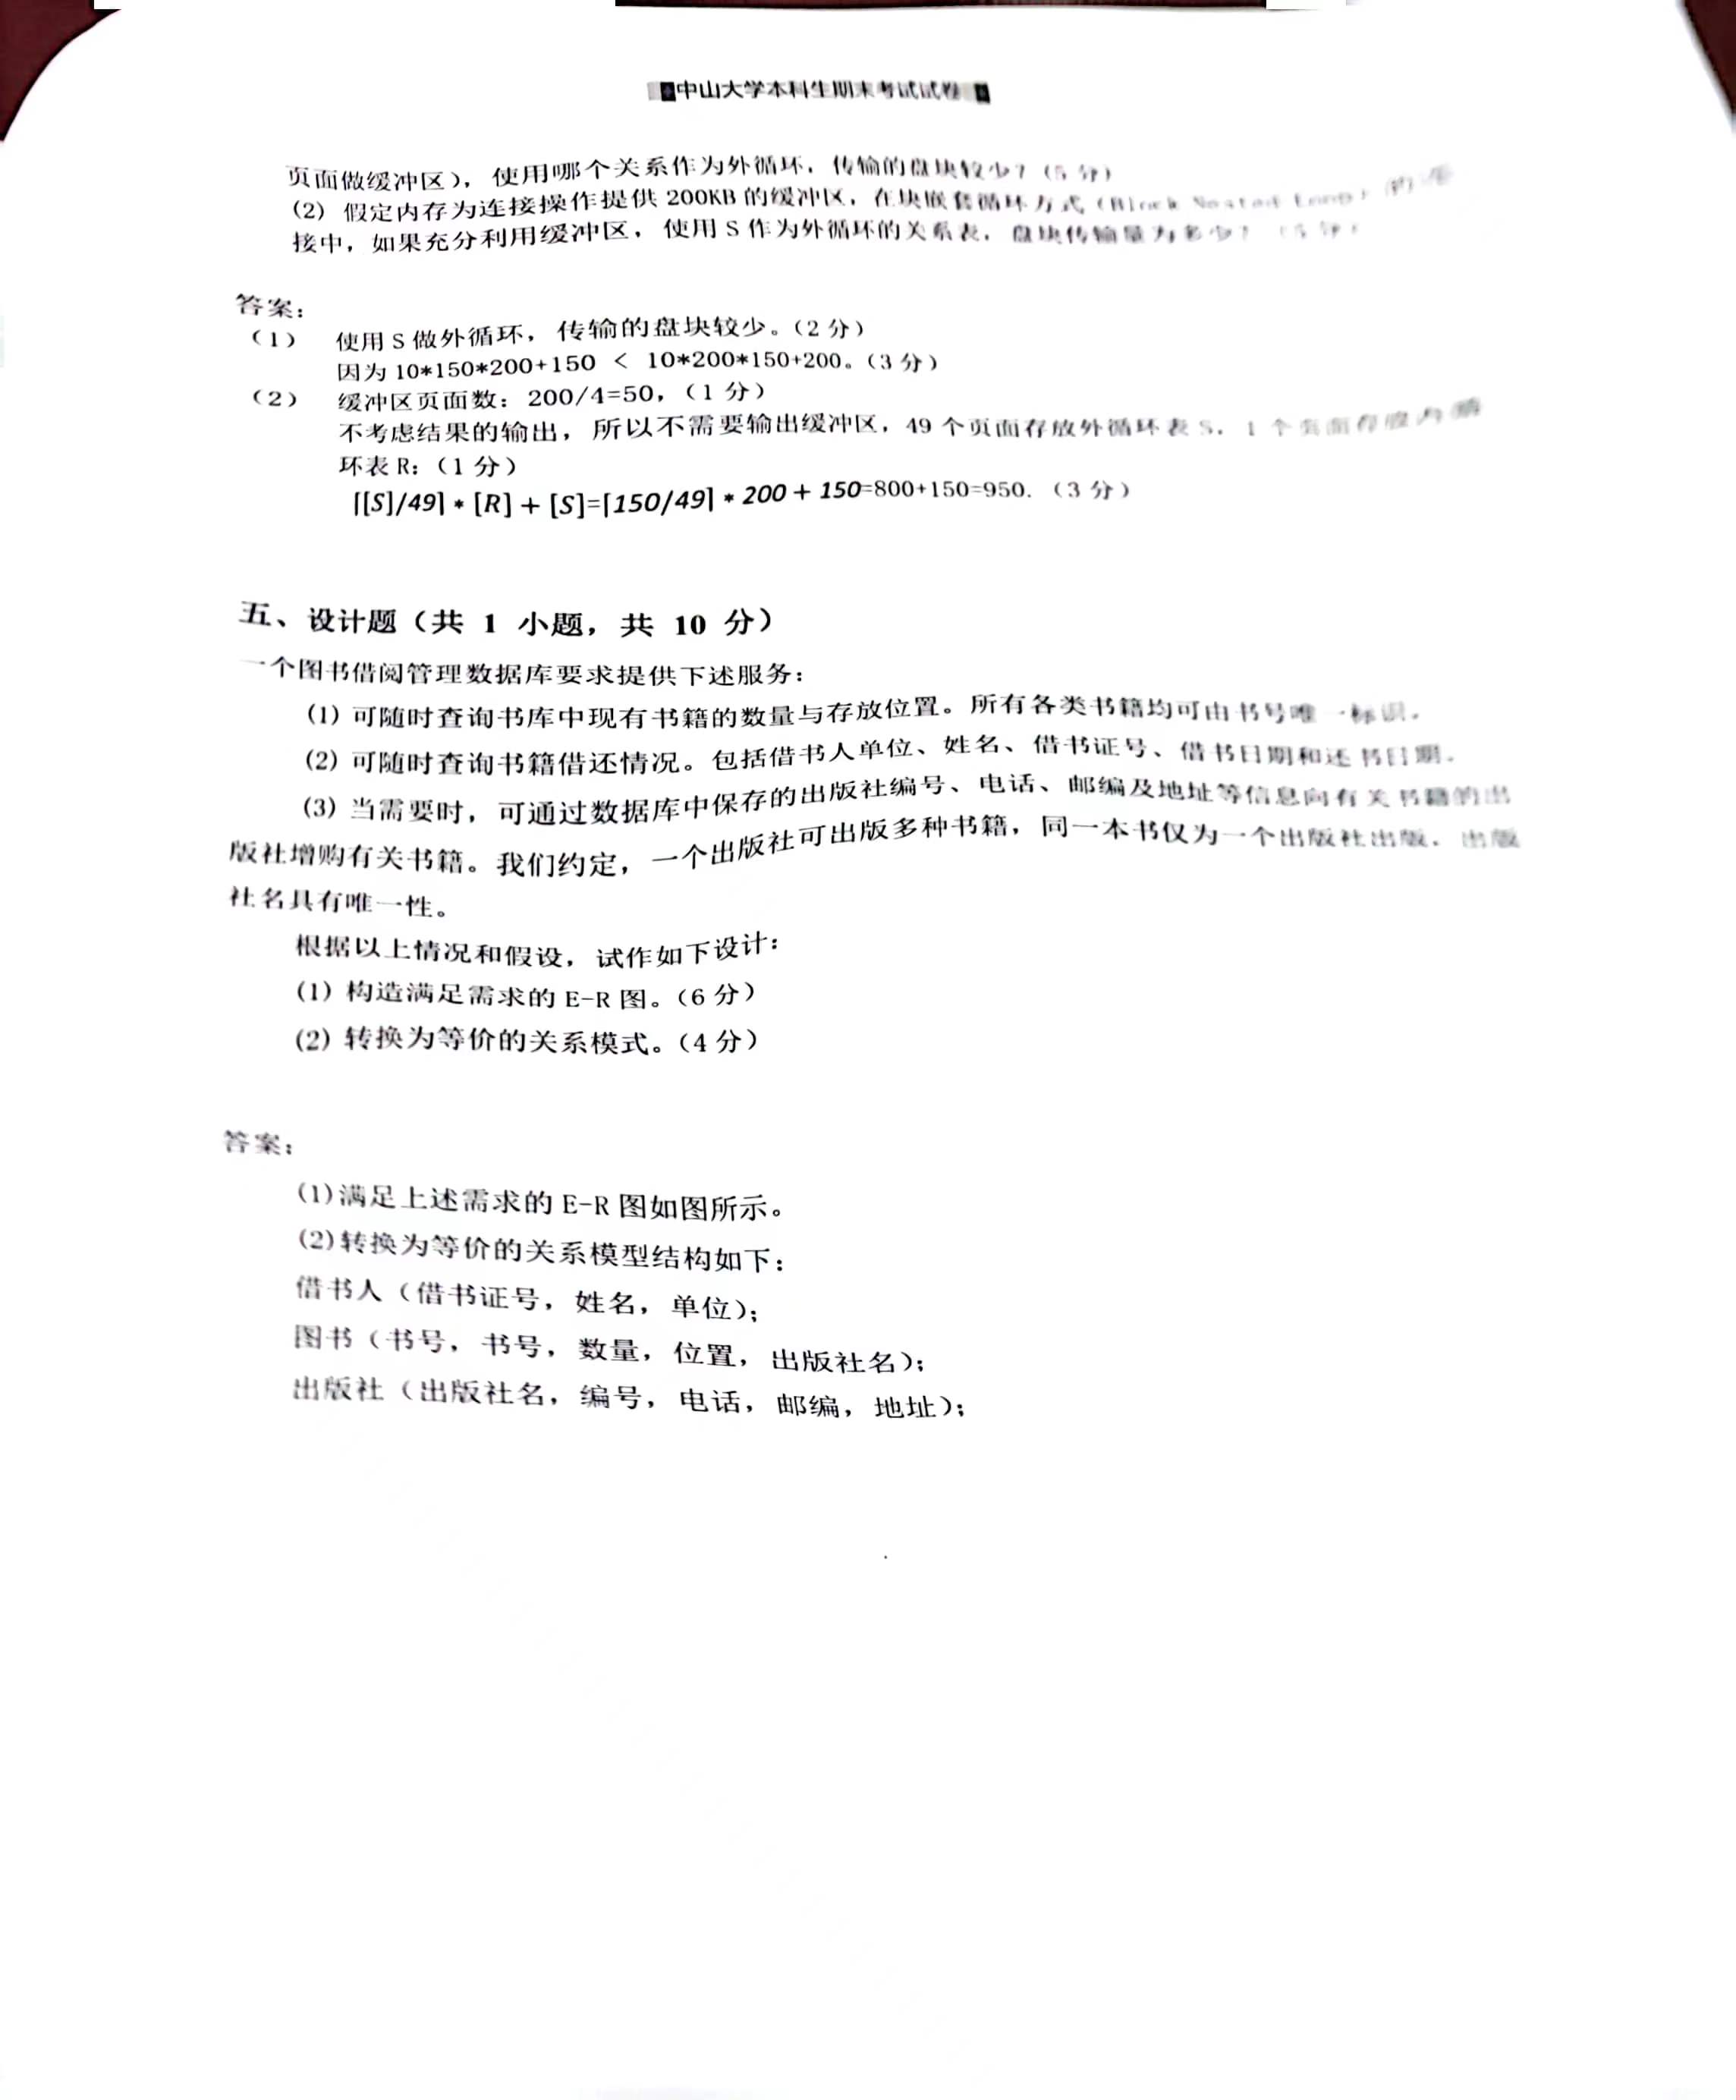 中山大学本科生期末考试试卷
页面做缓冲区），使用哪个关系作为外循环，传输的盘块较少？（5 分）
(2) 假定内存为连接操作提供 200KB 的缓冲区，在块嵌套循环方式（Block Nested Loop）的
接中，如果充分利用缓冲区，使用 S 作为外循环的关系表，盘块传输量为多少？（5 分）
答案：
（1） 使用 S 做外循环，传输的盘块较少。（2 分）
因为 10*150*200+150 < 10*200*150+200。（3 分）
（2） 缓冲区页面数：200/4=50，（1 分）
不考虑结果的输出，所以不需要输出缓冲区，49 个页面存放外循环表 S，1 个页面存放内循
环表 R：（1 分）
⌈[S]/49⌉ * [R] + [S]=⌈150/49⌉ * 200 + 150=800+150=950.（3 分）
五、设计题（共 1 小题，共 10 分）
一个图书借阅管理数据库要求提供下述服务：
(1) 可随时查询书库中现有书籍的数量与存放位置。所有各类书籍均可由书号唯一标识。
(2) 可随时查询书籍借还情况。包括借书人单位、姓名、借书证号、借书日期和还书日期。
(3) 当需要时，可通过数据库中保存的出版社编号、电话、邮编及地址等信息向有关书籍的出
版社增购有关书籍。我们约定，一个出版社可出版多种书籍，同一本书仅为一个出版社出版，出版
社名具有唯一性。
根据以上情况和假设，试作如下设计：
(1) 构造满足需求的 E-R 图。（6 分）
(2) 转换为等价的关系模式。（4 分）
答案：
(1)满足上述需求的 E-R 图如图所示。
(2)转换为等价的关系模型结构如下：
借书人（借书证号，姓名，单位）；
图书（书号，书号，数量，位置，出版社名）；
出版社（出版社名，编号，电话，邮编，地址）；